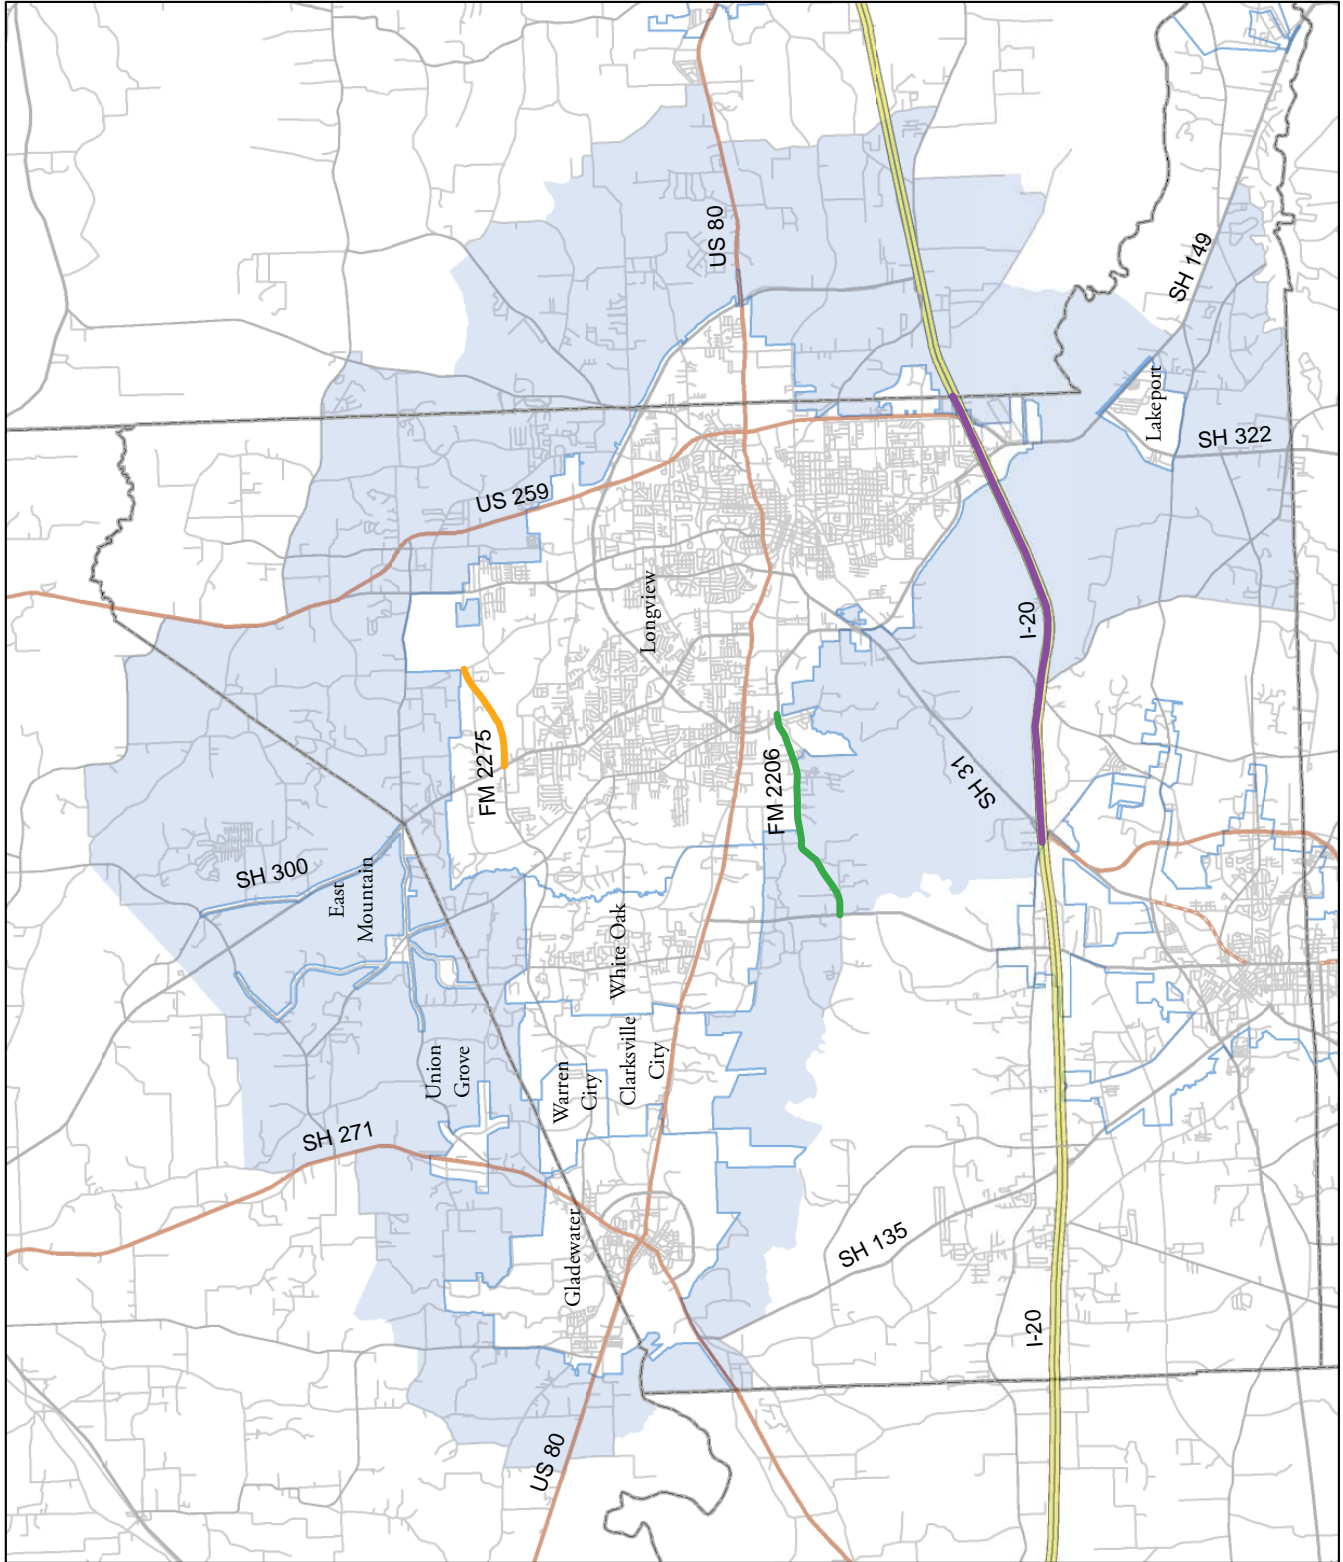 US 80
SH 149
Lakeport
SH 322
US 259
Longview
I-20
FM 2275
FM 2206
SH 31
SH 300
East
Mountain
White Oak
Union
Grove
Warren
City
Clarksville
City
SH 271
Gladewater
SH 135
I-20
US 80